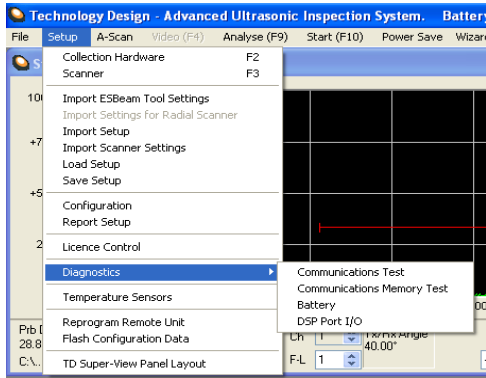 Technology Design - Advanced Ultrasonic Inspection System. Battery
File Setup A-Scan Video (F4) Analyse (F9) Start (F10) Power Save
Collection Hardware F2
Scanner F3
Import ESBeam Tool Settings
Import Settings for Radial Scanner
Import Setup
Import Scanner Settings
Load Setup
Save Setup
Configuration
Report Setup
Licence Control
Diagnostics
Communications Test
Communications Memory Test
Battery
DSP Port I/O
Temperature Sensors
Reprogram Remote Unit
Flash Configuration Data
TD Super-View Panel Layout
+7
+5
28.8
C:\..
Ch 1 Tx/Rx Angle
40.00°
F-L 1